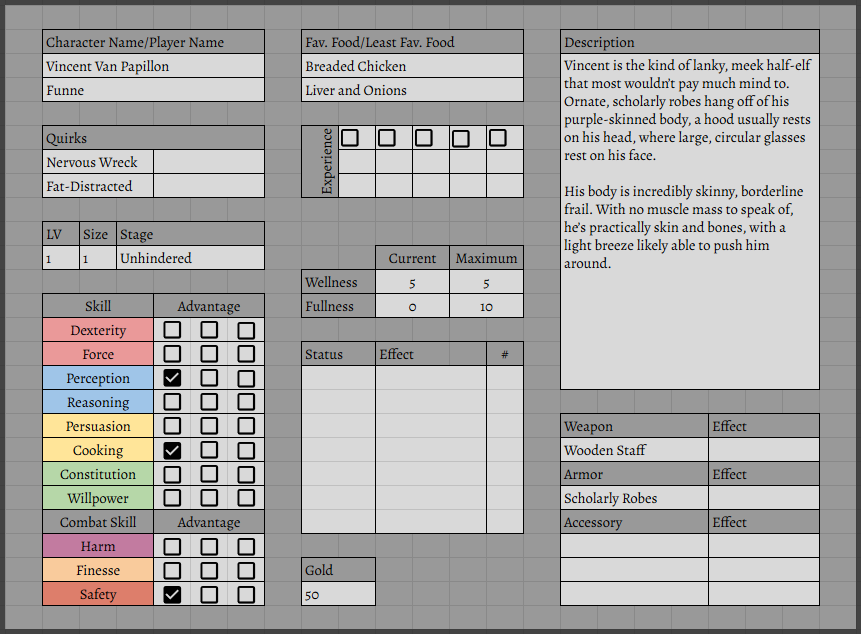 Character Name/Player Name
Vincent Van Papillon
Funne
Quirks
Nervous Wreck
Fat-Distracted
LV Size Stage
1 1 Unhindered
Skill Advantage
Dexterity
Force
Perception
Reasoning
Persuasion
Cooking
Constitution
Willpower
Combat Skill Advantage
Harm
Finesse
Safety
Fav. Food/Least Fav. Food
Breaded Chicken
Liver and Onions
Experience
Current Maximum
Wellness 5 5
Fullness 0 10
Status Effect #
Gold
50
Description
Vincent is the kind of lanky, meek half-elf
that most wouldn't pay much mind to.
Ornate, scholarly robes hang off of his
purple-skinned body, a hood usually rests
on his head, where large, circular glasses
rest on his face.
His body is incredibly skinny, borderline
frail. With no muscle mass to speak of,
he's practically skin and bones, with a
light breeze likely able to push him
around.
Weapon Effect
Wooden Staff
Armor Effect
Scholarly Robes
Accessory Effect